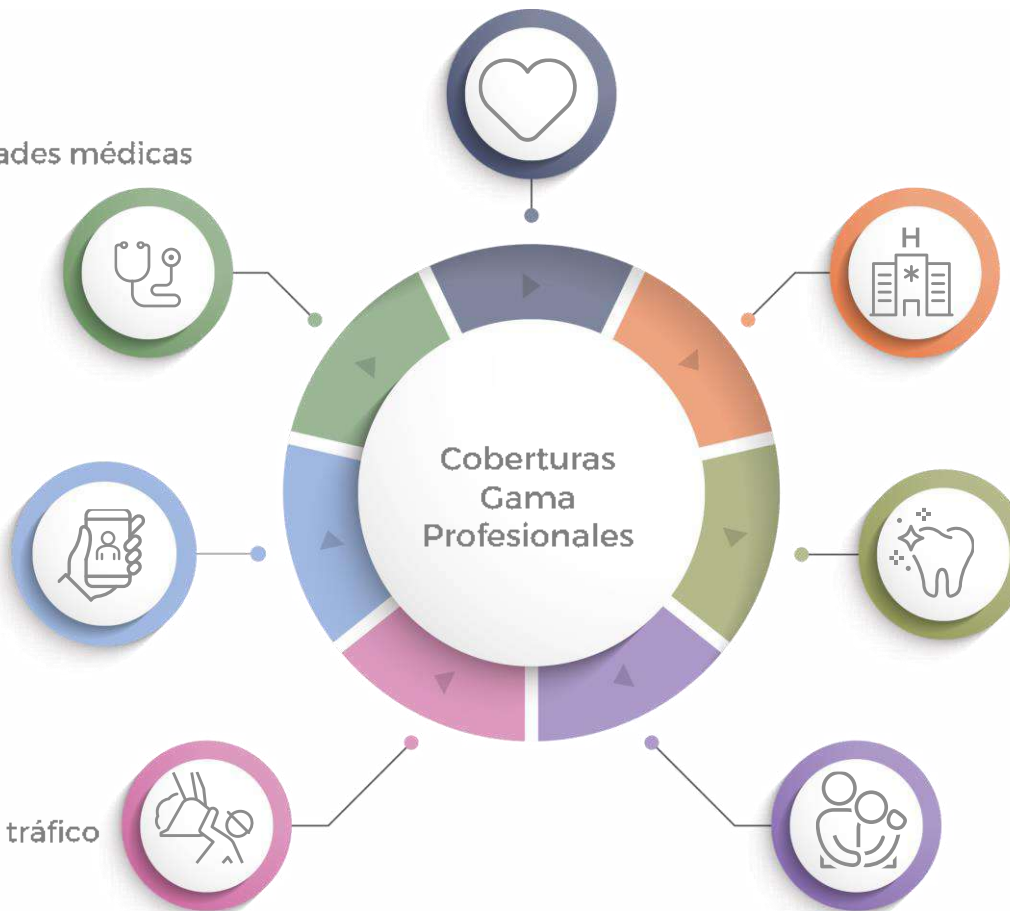 ades médicas
H
Coberturas
Gama
Profesionales
tráfico